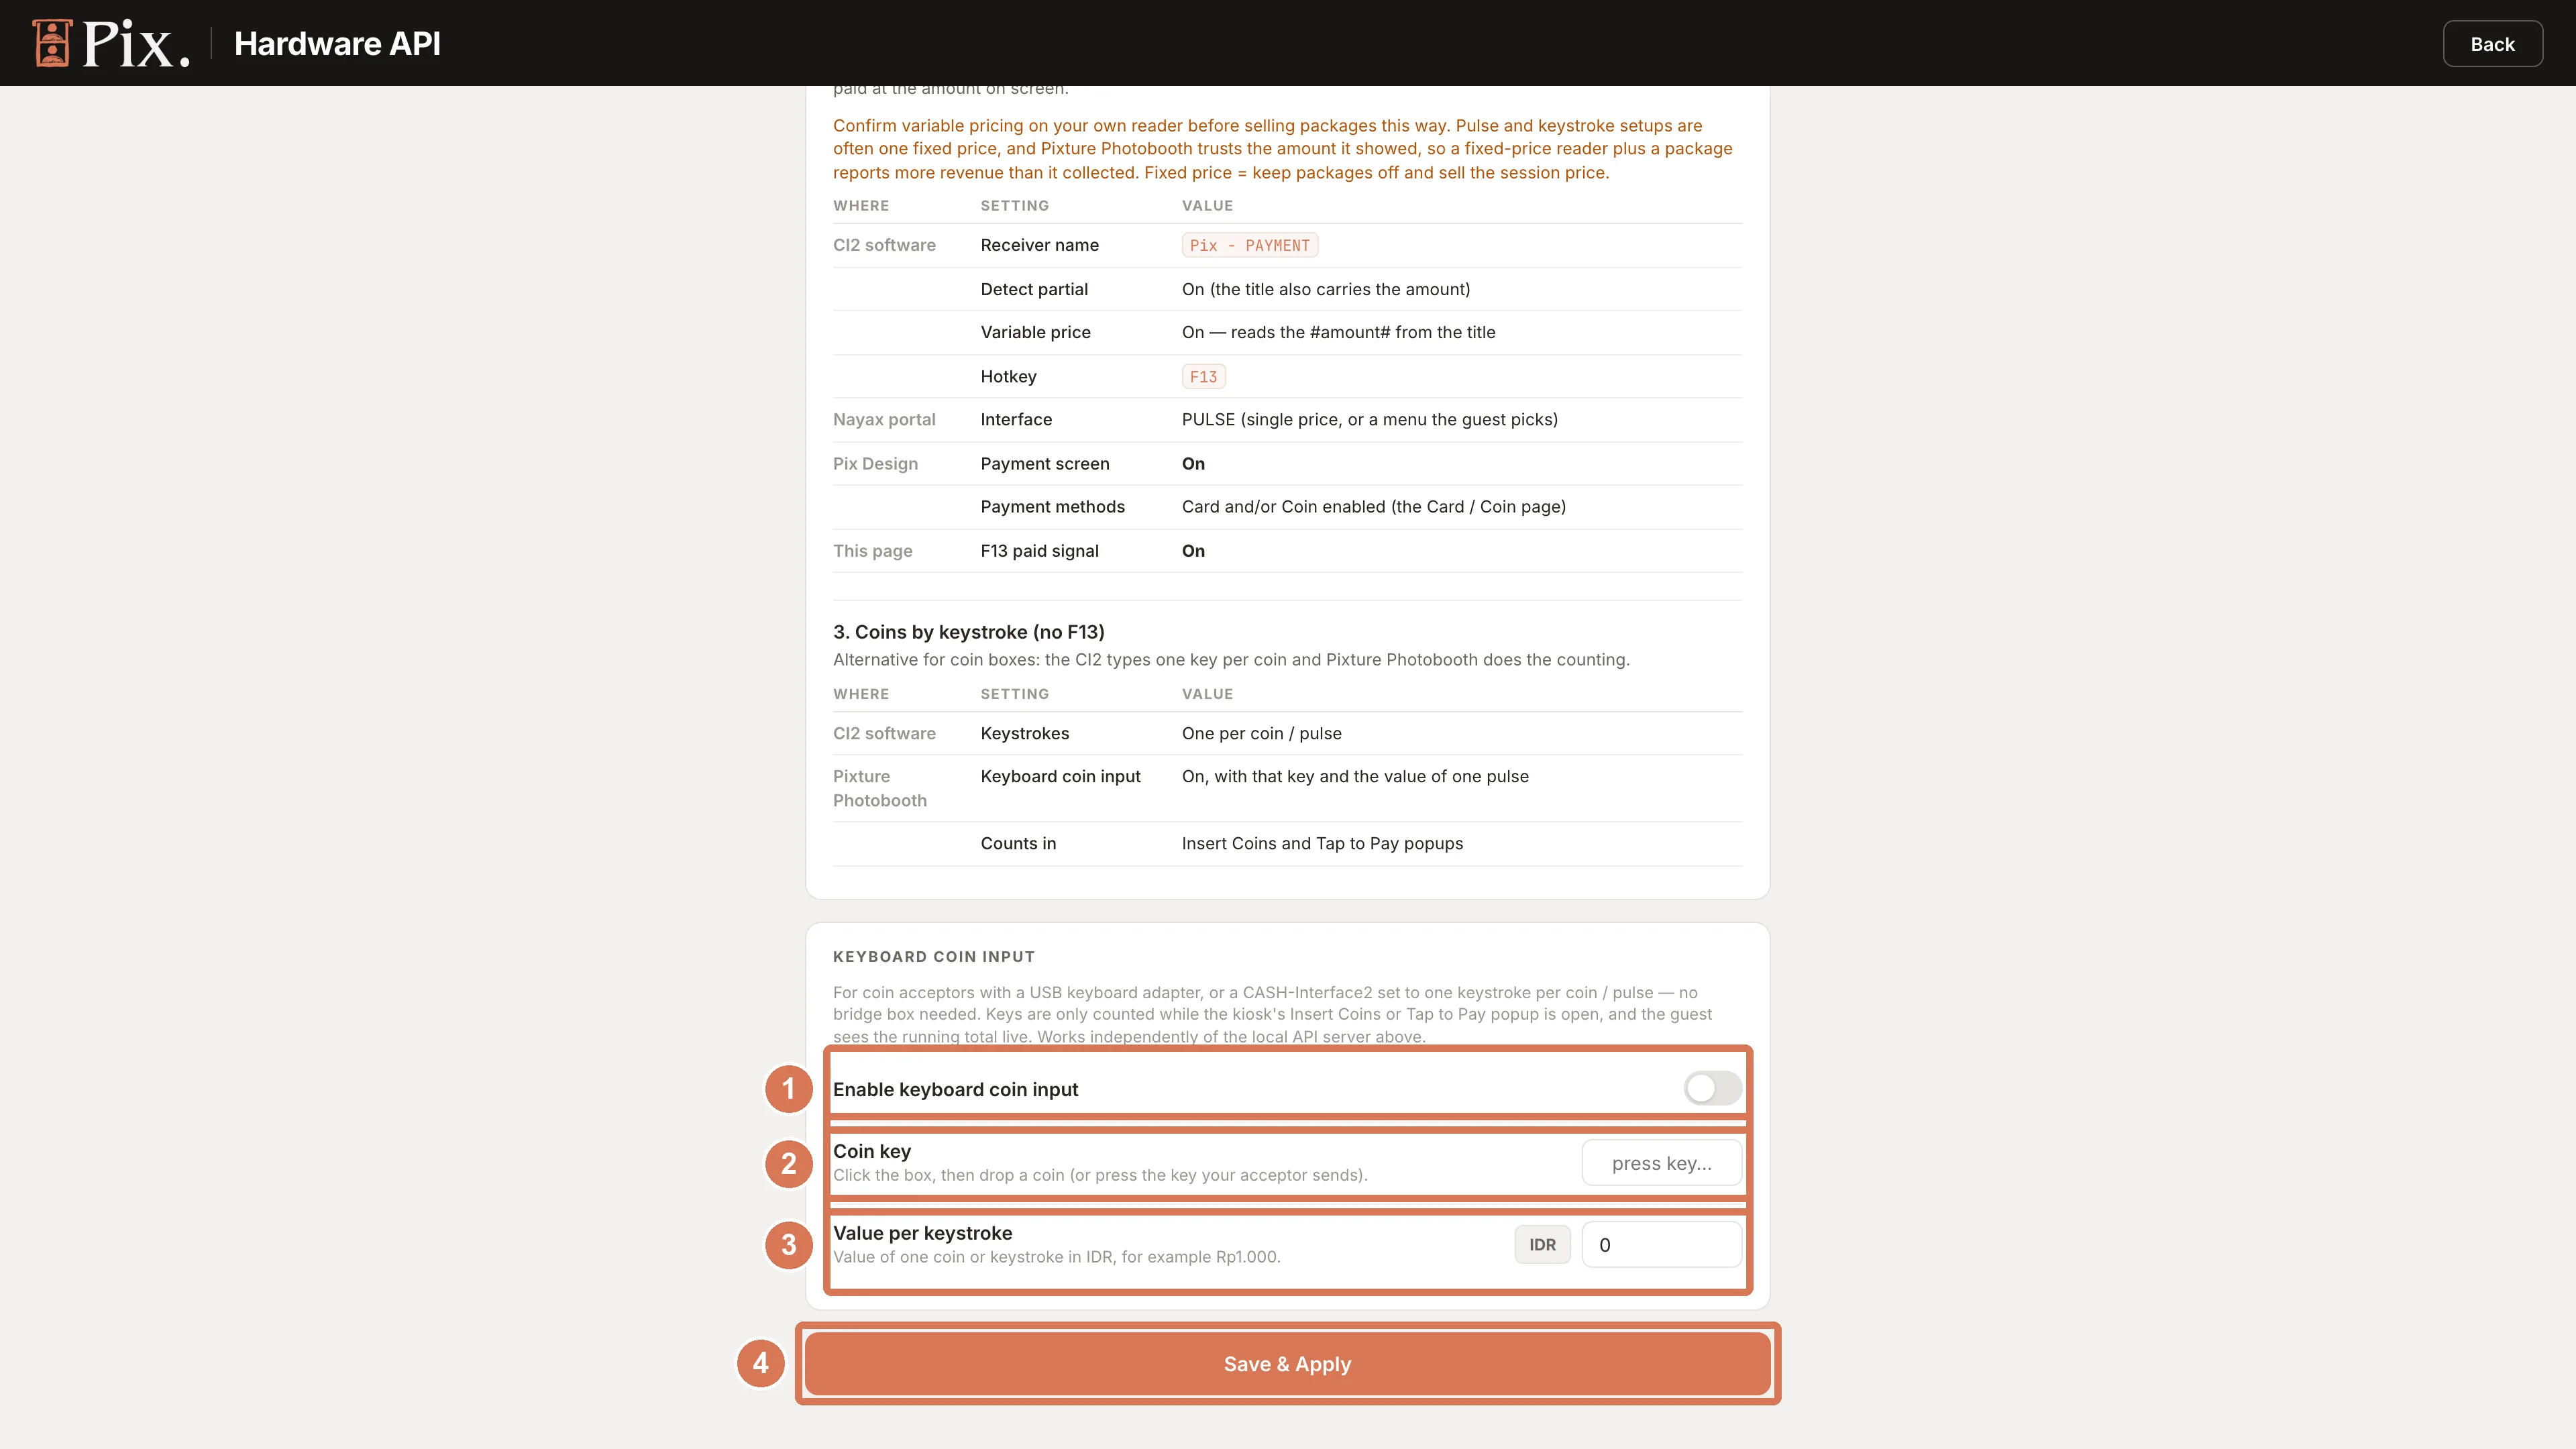 Pix.
Hardware API
Back
paid at the amount on screen.
Confirm variable pricing on your own reader before selling packages this way. Pulse and keystroke setups are
often one fixed price, and Pixture Photobooth trusts the amount it showed, so a fixed-price reader plus a package
reports more revenue than it collected. Fixed price = keep packages off and sell the session price.
WHERE SETTING VALUE
CI2 software Receiver name Pix - PAYMENT
Detect partial On (the title also carries the amount)
Variable price On — reads the #amount# from the title
Hotkey F13
Nayax portal Interface PULSE (single price, or a menu the guest picks)
Pix Design Payment screen On
Payment methods Card and/or Coin enabled (the Card / Coin page)
This page F13 paid signal On
3. Coins by keystroke (no F13)
Alternative for coin boxes: the CI2 types one key per coin and Pixture Photobooth does the counting.
WHERE SETTING VALUE
CI2 software Keystrokes One per coin / pulse
Pixture Keyboard coin input On, with that key and the value of one pulse
Photobooth
Counts in Insert Coins and Tap to Pay popups
KEYBOARD COIN INPUT
For coin acceptors with a USB keyboard adapter, or a CASH-Interface2 set to one keystroke per coin / pulse — no
bridge box needed. Keys are only counted while the kiosk's Insert Coins or Tap to Pay popup is open, and the guest
sees the running total live. Works independently of the local API server above.
1 Enable keyboard coin input
2 Coin key press key...
Click the box, then drop a coin (or press the key your acceptor sends).
3 Value per keystroke IDR 0
Value of one coin or keystroke in IDR, for example Rp1.000.
4 Save & Apply